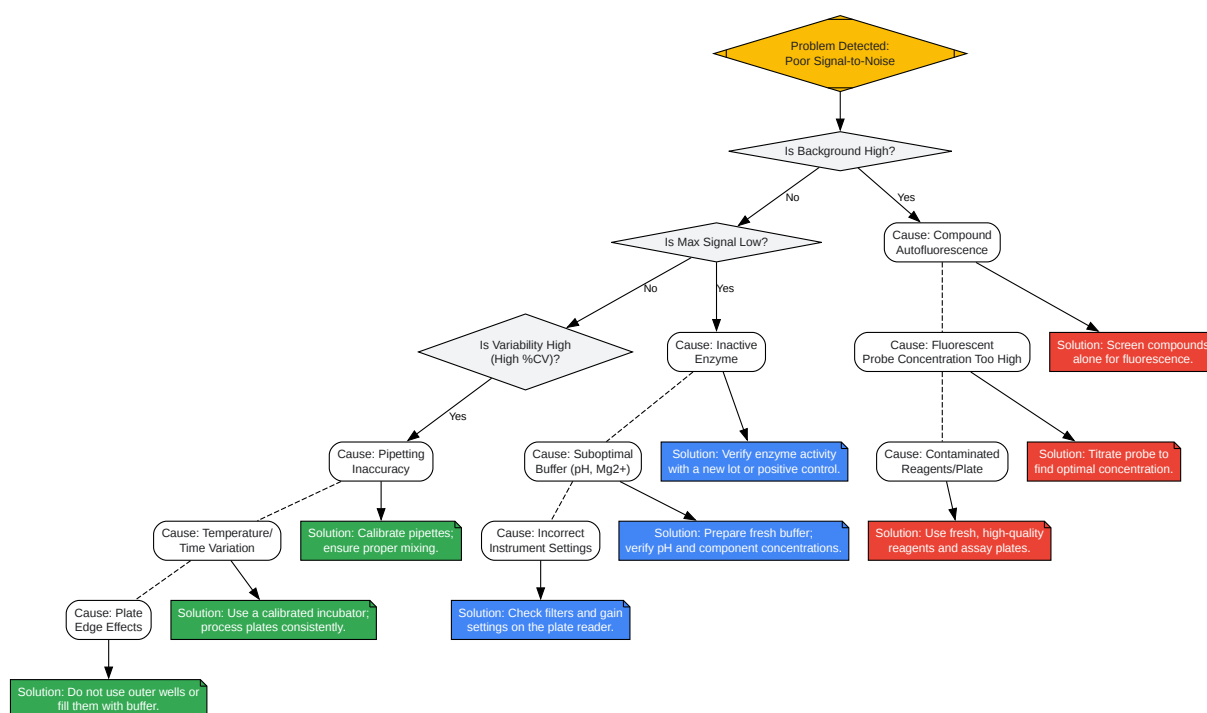 Problem Detected:
Poor Signal-to-Noise
Is Background High?
No
Yes
Is Max Signal Low?
Cause: Compound
Autofluorescence
No
Yes
Is Variability High
(High %CV)?
Cause: Inactive
Enzyme
Cause: Fluorescent
Probe Concentration Too High
Solution: Screen compounds
alone for fluorescence.
Yes
Cause: Pipetting
Inaccuracy
Cause: Suboptimal
Buffer (pH, Mg2+)
Solution: Verify enzyme activity
with a new lot or positive control.
Cause: Contaminated
Reagents/Plate
Solution: Titrate probe to
find optimal concentration.
Cause: Temperature/
Time Variation
Solution: Calibrate pipettes;
ensure proper mixing.
Cause: Incorrect
Instrument Settings
Solution: Prepare fresh buffer;
verify pH and component concentrations.
Solution: Use fresh, high-quality
reagents and assay plates.
Cause: Plate
Edge Effects
Solution: Use a calibrated incubator;
process plates consistently.
Solution: Check filters and gain
settings on the plate reader.
Solution: Do not use outer wells or
fill them with buffer.